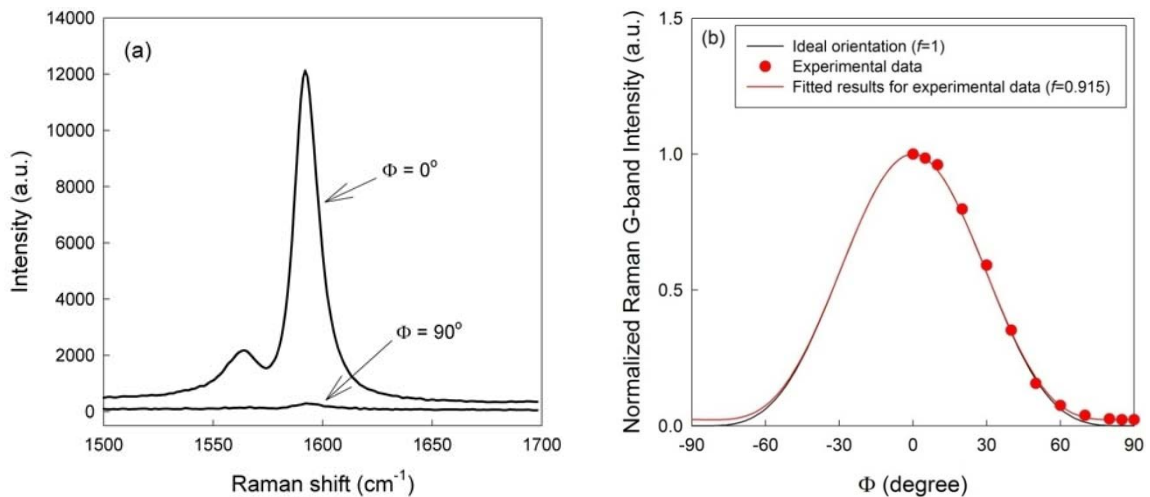 (a)
Φ = 0°
Φ = 90°
14000
12000
10000
8000
6000
4000
2000
0
1500
1550
1600
1650
1700
Intensity (a.u.)
Raman shift (cm⁻¹)
(b)
Ideal orientation (f=1)
Experimental data
Fitted results for experimental data (f=0.915)
1.5
1.0
0.5
0.0
-90
-60
-30
0
30
60
90
Normalized Raman G-band Intensity (a.u.)
Φ (degree)